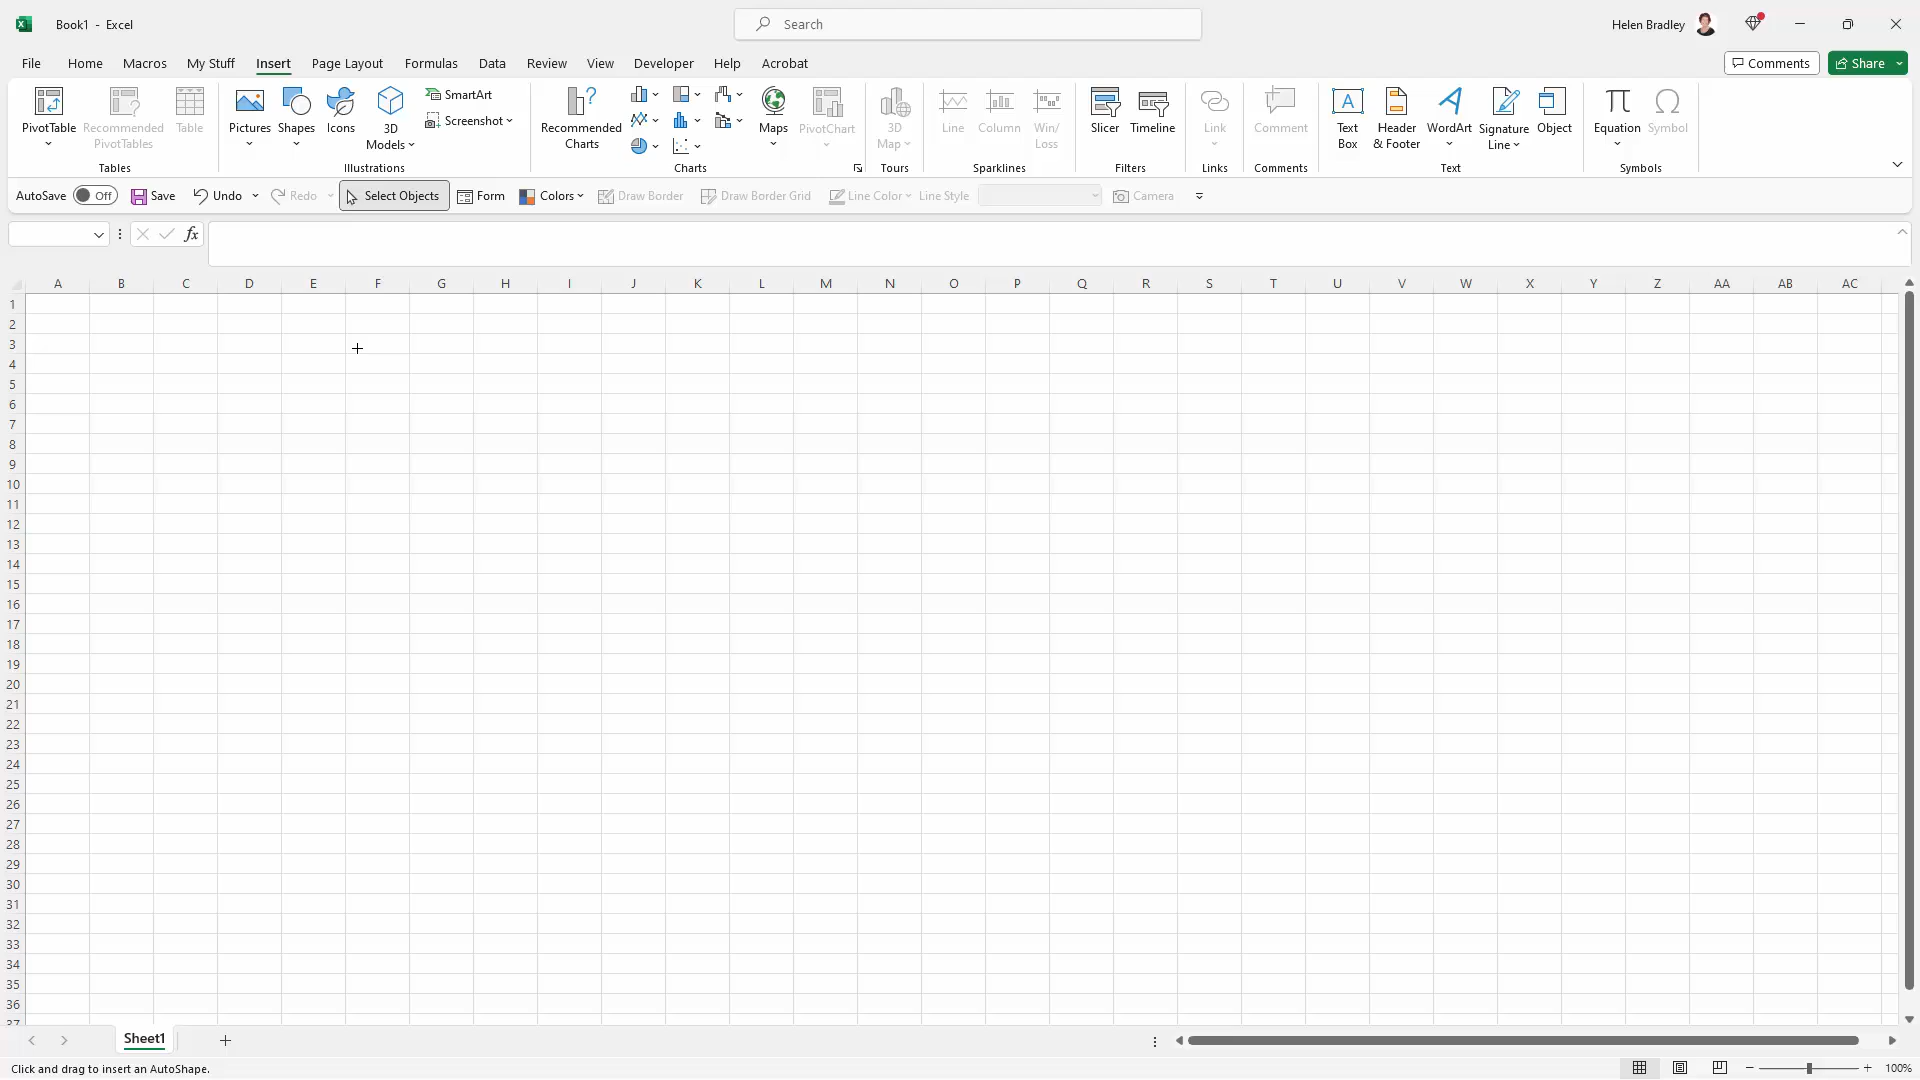 Book1 - Excel
Search
Helen Bradley
File Home Macros My Stuff Insert Page Layout Formulas Data Review View Developer Help Acrobat
Comments
Share
PivotTable
Recommended
PivotTables
Table
Tables
Pictures
Shapes
Icons
3D
Models
SmartArt
Screenshot
Illustrations
Recommended
Charts
Maps
PivotChart
Charts
3D
Map
Tours
Line
Column
Win/
Loss
Sparklines
Slicer
Timeline
Filters
Link
Links
Comment
Comments
Text
Box
Header
& Footer
WordArt
Signature
Line
Object
Text
Equation
Symbol
Symbols
AutoSave Off Save Undo Redo Select Objects Form Colors Draw Border Draw Border Grid Line Color Line Style Camera
fx
A B C D E F G H I J K L M N O P Q R S T U V W X Y Z AA AB AC
1
2
3
4
5
6
7
8
9
10
11
12
13
14
15
16
17
18
19
20
21
22
23
24
25
26
27
28
29
30
31
32
33
34
35
36
37
Sheet1
Click and drag to insert an AutoShape.
100%